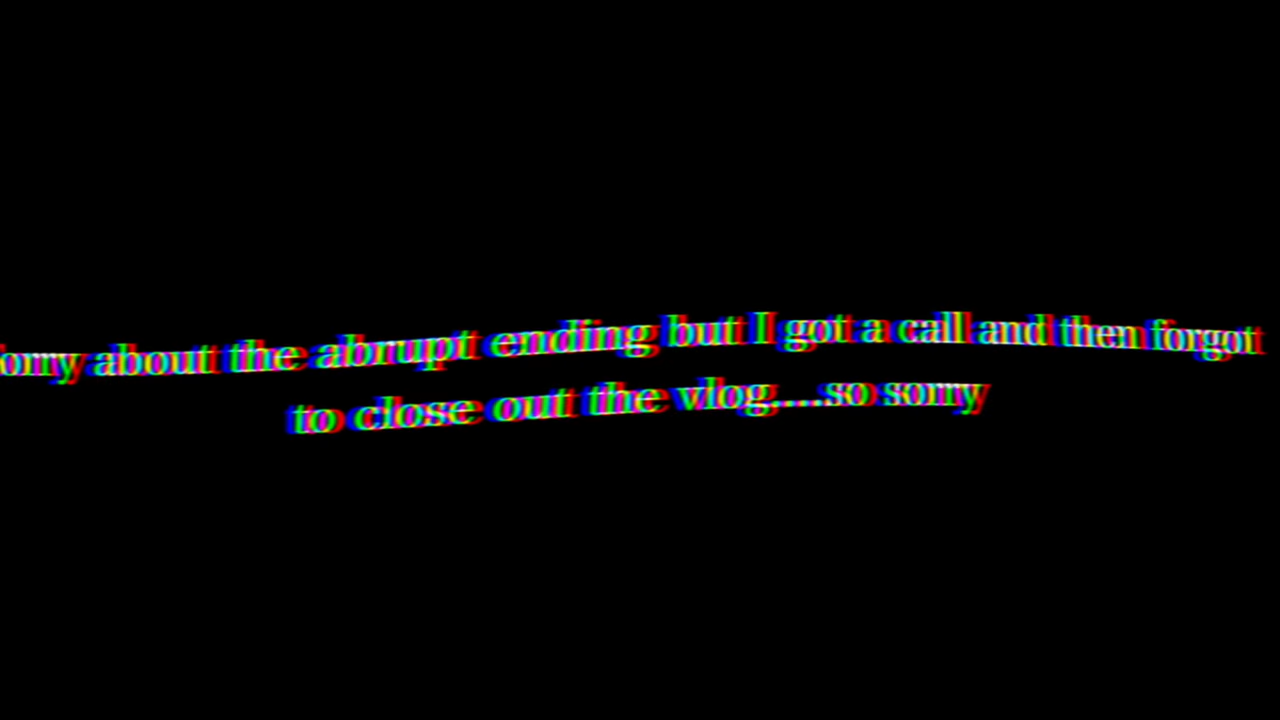 orry about the abrupt ending but I got a call and then forgot
to close out the vlog....so sorry